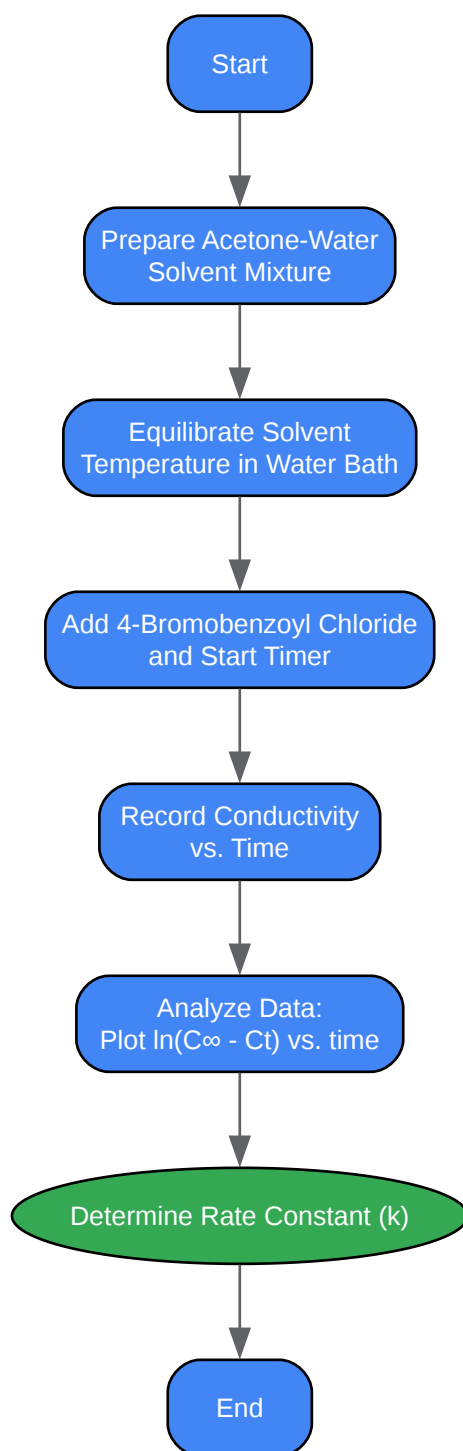 Start
Prepare Acetone-Water
Solvent Mixture
Equilibrate Solvent
Temperature in Water Bath
Add 4-Bromobenzoyl Chloride
and Start Timer
Record Conductivity
vs. Time
Analyze Data:
Plot ln(C∞ - Ct) vs. time
Determine Rate Constant (k)
End